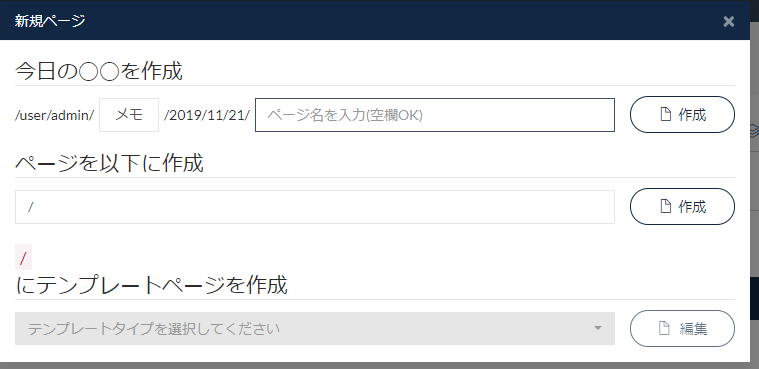 新規ページ ×
今日の〇〇を作成
/user/admin/ メモ /2019/11/21/ ページ名を入力(空欄OK) 作成
ページを以下に作成
/ 作成
/
にテンプレートページを作成
テンプレートタイプを選択してください 編集